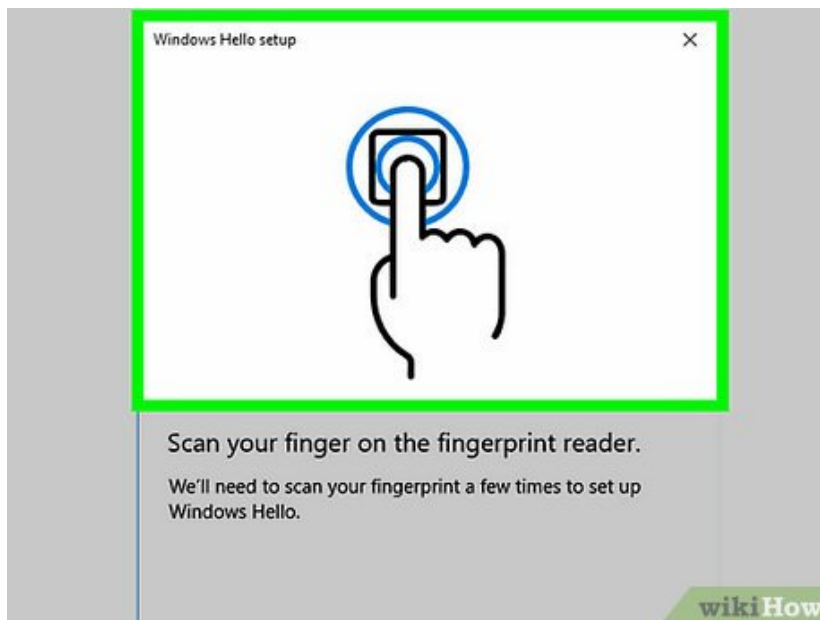 Windows Hello setup
Scan your finger on the fingerprint reader.
We'll need to scan your fingerprint a few times to set up
Windows Hello.
wikiHow